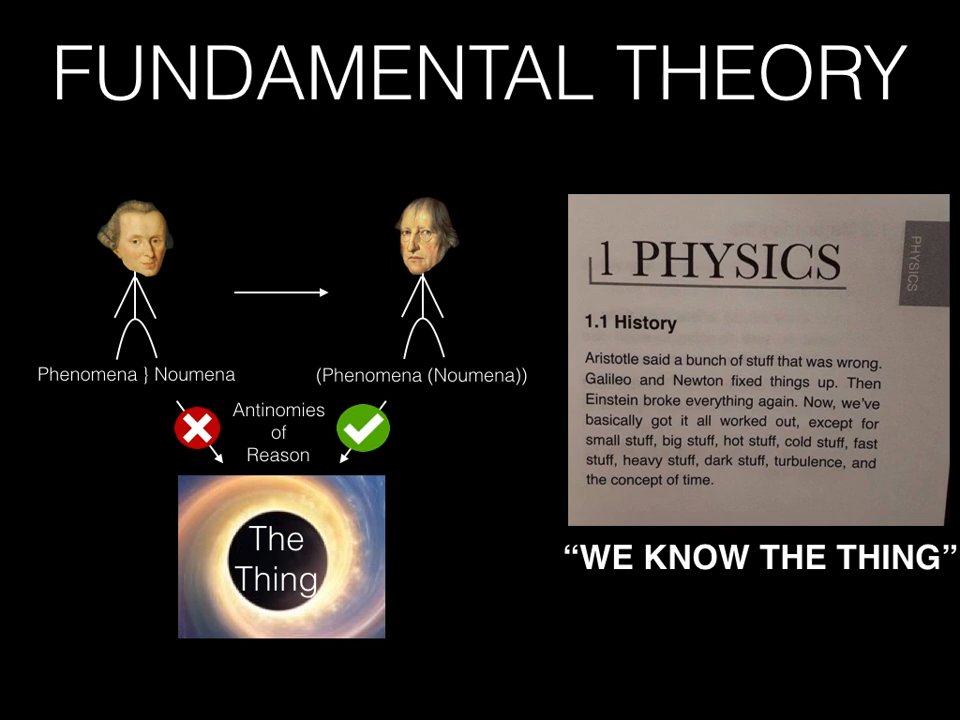 FUNDAMENTAL THEORY
Phenomena } Noumena
(Phenomena (Noumena))
Antinomies
of
Reason
The
Thing
1 PHYSICS
PHYSICS
1.1 History
Aristotle said a bunch of stuff that was wrong.
Galileo and Newton fixed things up. Then
Einstein broke everything again. Now, we've
basically got it all worked out, except for
small stuff, big stuff, hot stuff, cold stuff, fast
stuff, heavy stuff, dark stuff, turbulence, and
the concept of time.
“WE KNOW THE THING”